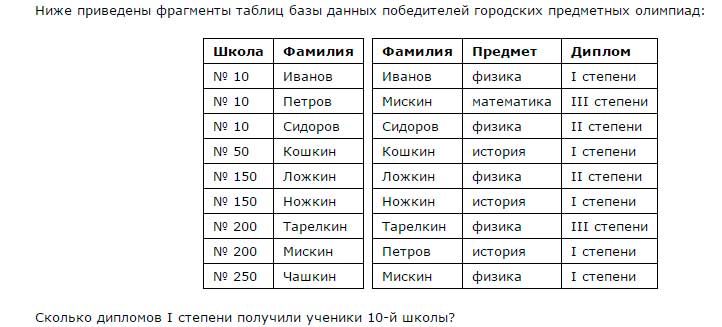 Ниже приведены фрагменты таблиц базы данных победителей городских предметных олимпиад:
Школа Фамилия Фамилия Предмет Диплом
№ 10 Иванов Иванов физика I степени
№ 10 Петров Мискин математика III степени
№ 10 Сидоров Сидоров физика II степени
№ 50 Кошкин Кошкин история I степени
№ 150 Ложкин Ложкин физика II степени
№ 150 Ножкин Ножкин история I степени
№ 200 Тарелкин Тарелкин физика III степени
№ 200 Мискин Петров история I степени
№ 250 Чашкин Мискин физика I степени
Сколько дипломов I степени получили ученики 10-й школы?